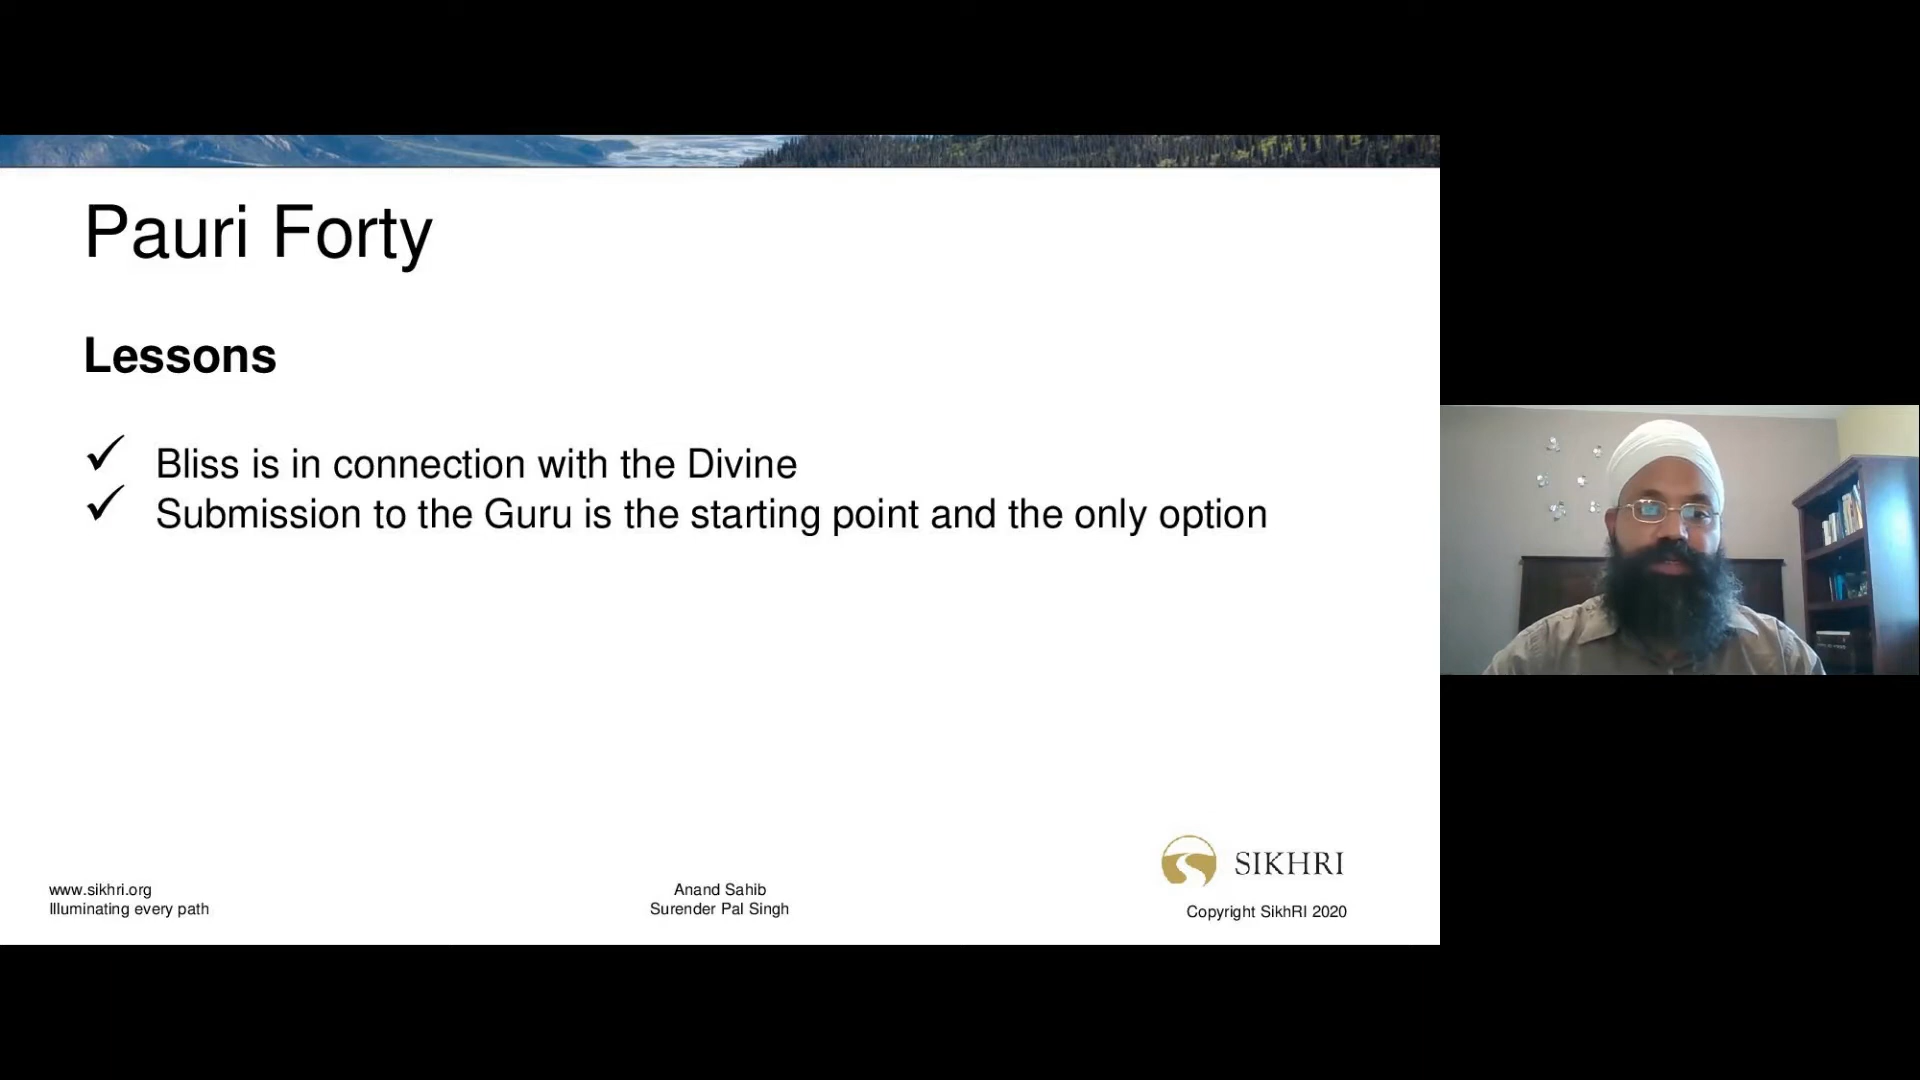 Pauri Forty
Lessons
✓ Bliss is in connection with the Divine
✓ Submission to the Guru is the starting point and the only option
www.sikhri.org
Illuminating every path
Anand Sahib
Surender Pal Singh
SIKHRI
Copyright SikhRI 2020